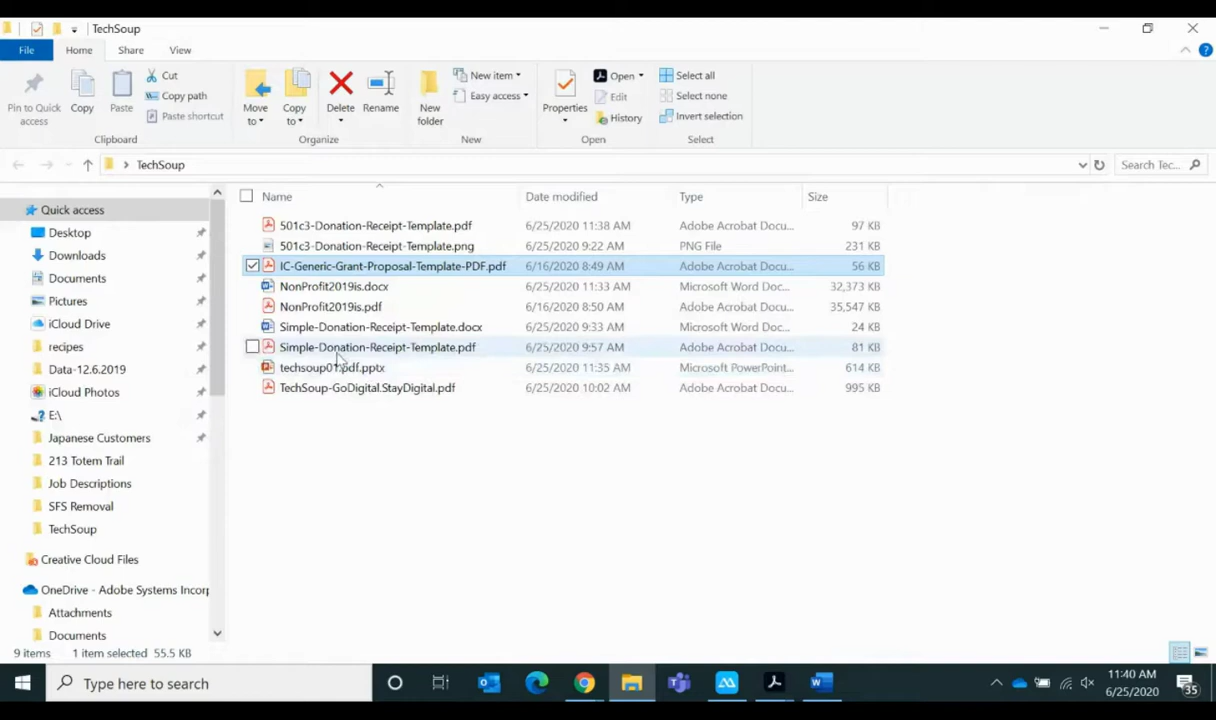 TechSoup
File Home Share View
Pin to Quick access
Copy
Paste
Cut
Copy path
Paste shortcut
Clipboard
Move to
Copy to
Delete
Rename
Organize
New folder
New item
Easy access
New
Properties
Open
Edit
History
Open
Select all
Select none
Invert selection
Select
TechSoup
Search Tec...
Name Date modified Type Size
501c3-Donation-Receipt-Template.pdf 6/25/2020 11:38 AM Adobe Acrobat Docu... 97 KB
501c3-Donation-Receipt-Template.png 6/25/2020 9:22 AM PNG File 231 KB
IC-Generic-Grant-Proposal-Template-PDF.pdf 6/16/2020 8:49 AM Adobe Acrobat Docu... 56 KB
NonProfit2019is.docx 6/25/2020 11:33 AM Microsoft Word Doc... 32,373 KB
NonProfit2019is.pdf 6/16/2020 8:50 AM Adobe Acrobat Docu... 35,547 KB
Simple-Donation-Receipt-Template.docx 6/25/2020 9:33 AM Microsoft Word Doc... 24 KB
Simple-Donation-Receipt-Template.pdf 6/25/2020 9:57 AM Adobe Acrobat Docu... 81 KB
6/25/2020 11:35 AM Microsoft PowerPoint... 614 KB
TechSoup-GoDigital.StayDigital.pdf 6/25/2020 10:02 AM Adobe Acrobat Docu... 995 KB
Quick access
Desktop
Downloads
Documents
Pictures
iCloud Drive
recipes
Data-12.6.2019
iCloud Photos
E:\
Japanese Customers
213 Totem Trail
Job Descriptions
SFS Removal
TechSoup
Creative Cloud Files
OneDrive - Adobe Systems Incorp
Attachments
Documents
9 items 1 item selected 55.5 KB
Type here to search
11:40 AM
6/25/2020
35